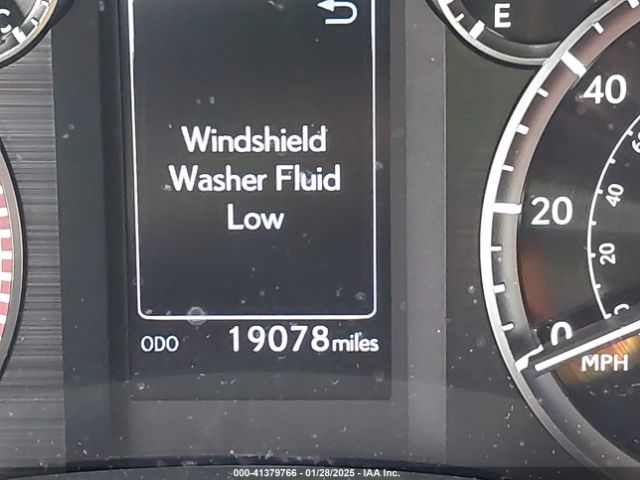 C
E
Windshield
Washer Fluid
Low
40
20
0
40
20
MPH
ODO 19078 miles
000-41379766 - 01/28/2025 - IAA Inc.